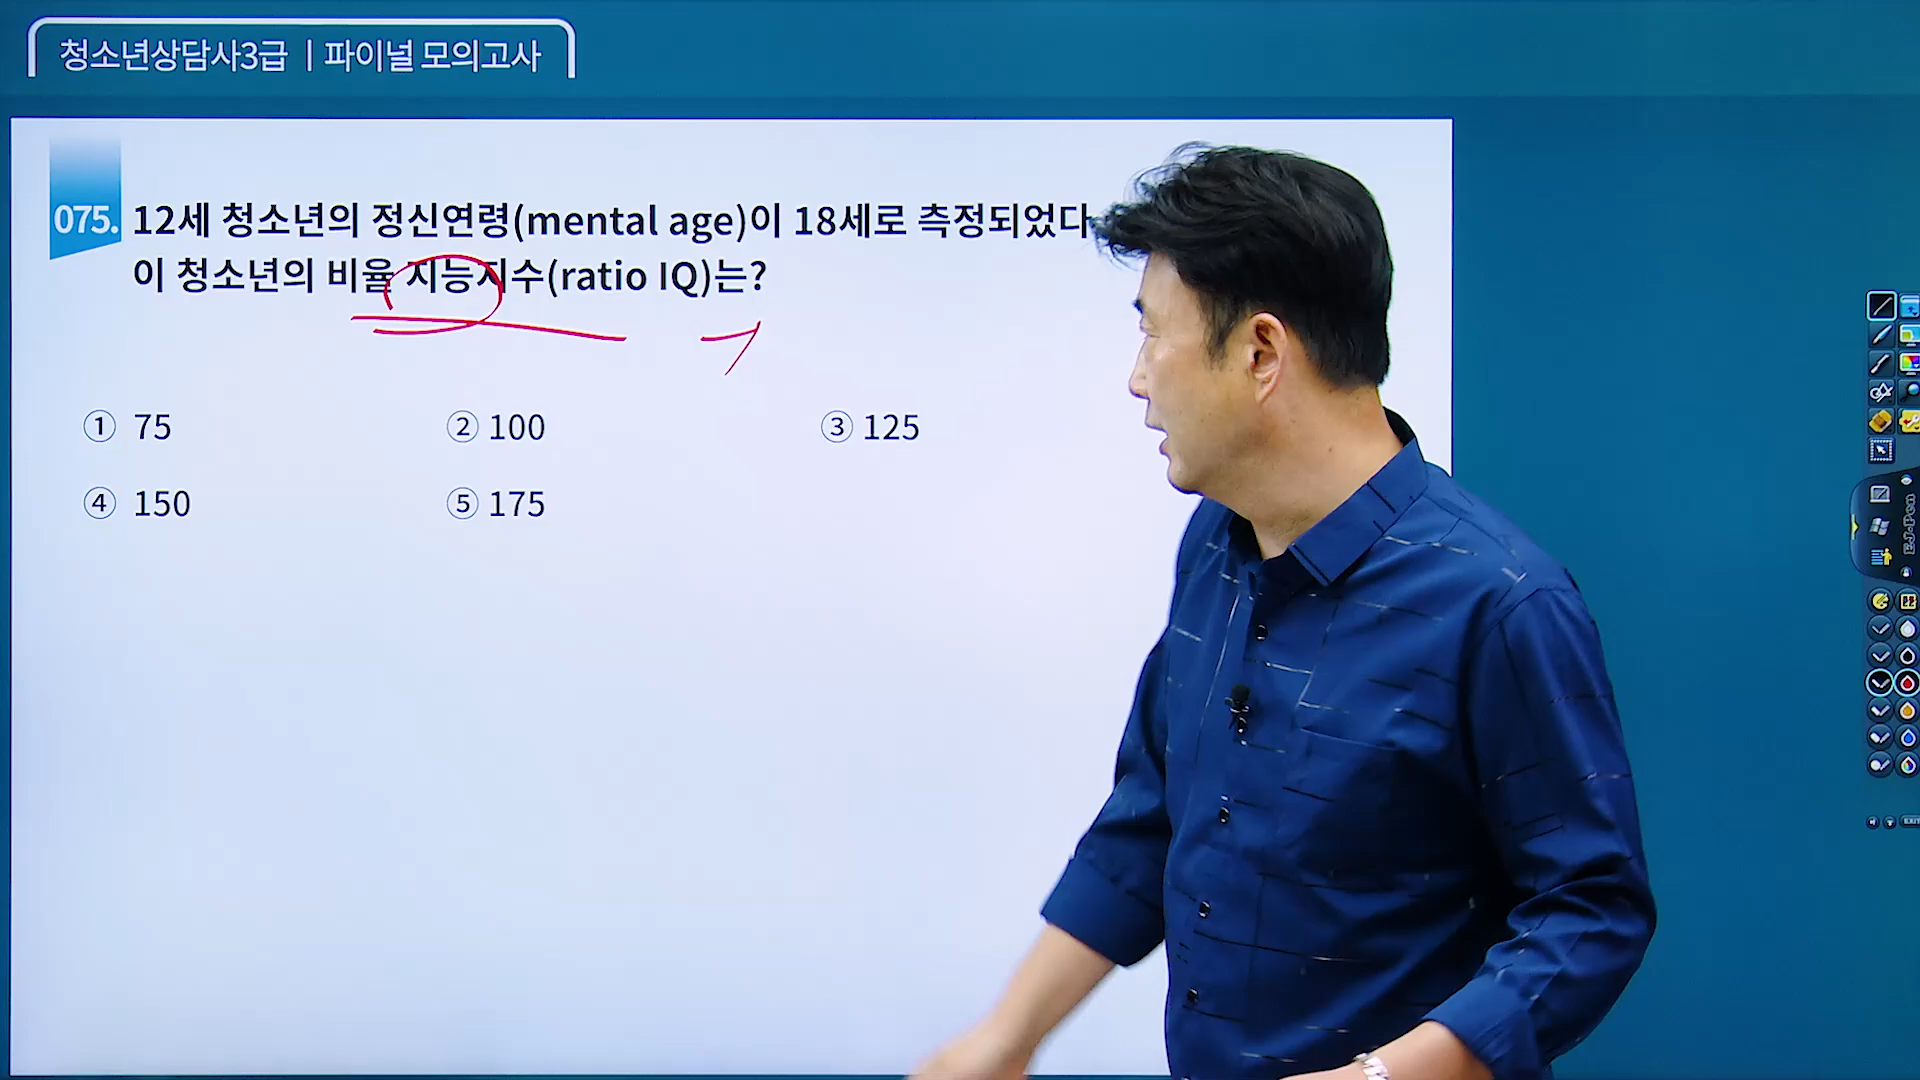 청소년상담사3급 | 파이널 모의고사
075. 12세 청소년의 정신연령(mental age)이 18세로 측정되었다
이 청소년의 비율 지능지수(ratio IQ)는?
① 75
② 100
③ 125
④ 150
⑤ 175
E.J-Pen
EXIT